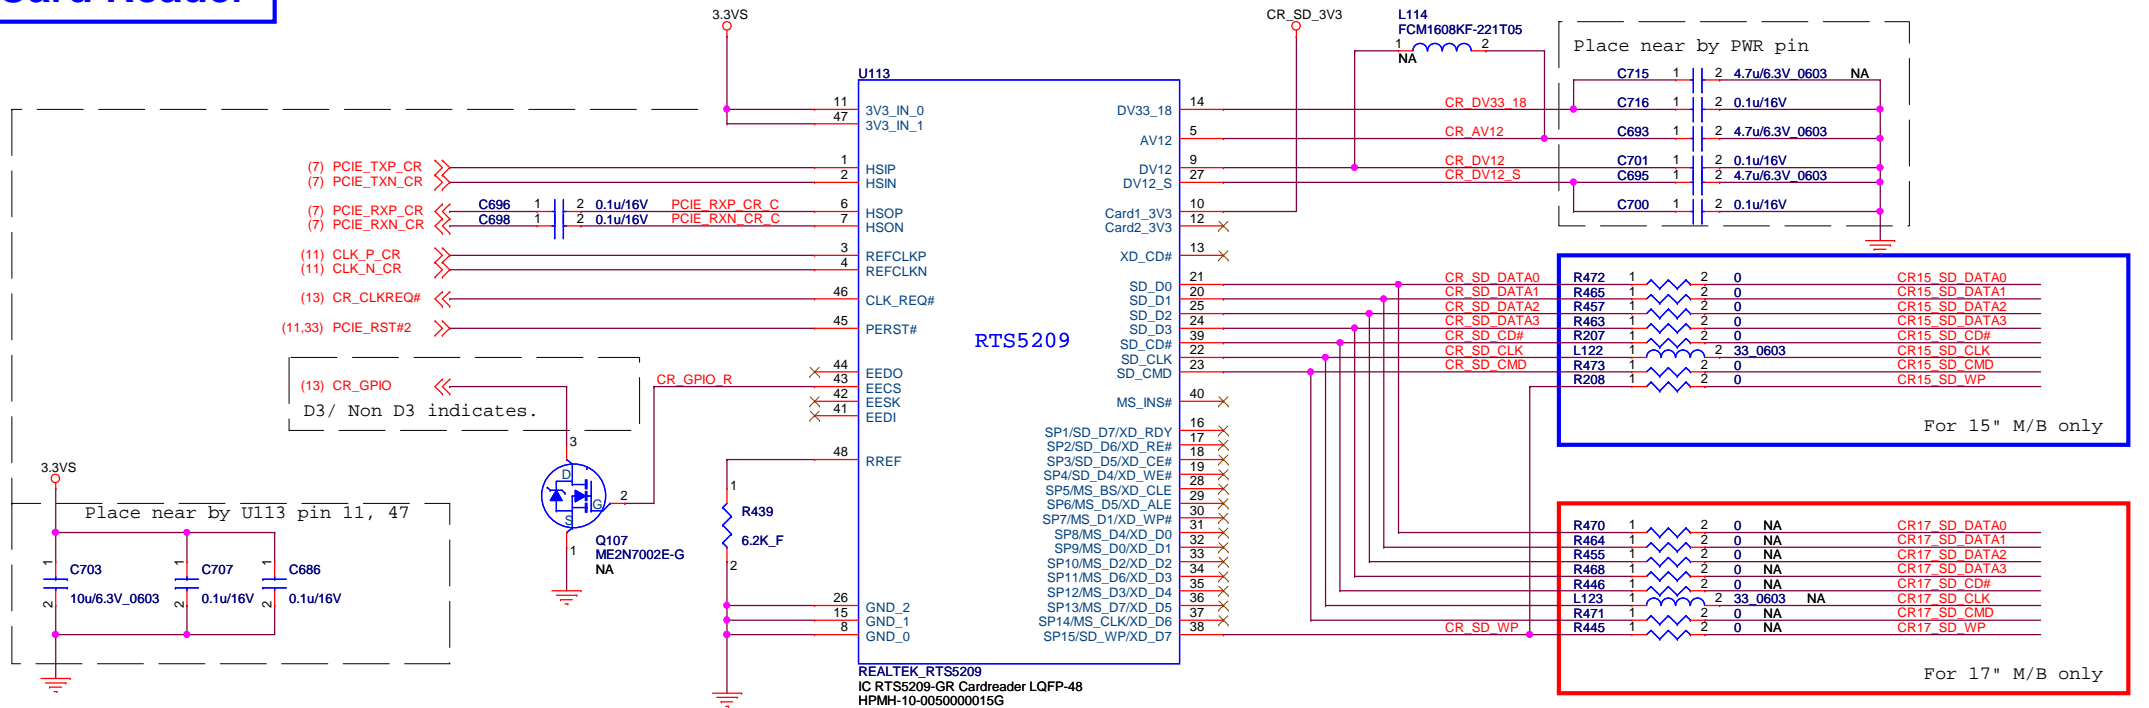 Card Reader
3.3VS
CR_SD_3V3
L114
FCM1608KF-221T05
1 2
NA
Place near by PWR pin
C715 1 2 4.7u/6.3V_0603 NA
C716 1 2 0.1u/16V
C693 1 2 4.7u/6.3V_0603
C701 1 2 0.1u/16V
C695 1 2 4.7u/6.3V_0603
C700 1 2 0.1u/16V
U113
11 3V3_IN_0
47 3V3_IN_1
(7) PCIE_TXP_CR 1 HSIP
(7) PCIE_TXN_CR 2 HSIN
(7) PCIE_RXP_CR C696 1 2 0.1u/16V PCIE_RXP_CR_C 6 HSOP
(7) PCIE_RXN_CR C698 1 2 0.1u/16V PCIE_RXN_CR_C 7 HSON
(11) CLK_P_CR 3 REFCLKP
(11) CLK_N_CR 4 REFCLKN
(13) CR_CLKREQ# 46 CLK_REQ#
(11,33) PCIE_RST#2 45 PERST#
44 EEDO
(13) CR_GPIO CR_GPIO_R 43 EECS
42 EESK
41 EEDI
D3/ Non D3 indicates.
48 RREF
26 GND_2
15 GND_1
8 GND_0
RTS5209
DV33_18 14 CR_DV33_18
AV12 5 CR_AV12
DV12 9 CR_DV12
DV12_S 27 CR_DV12_S
Card1_3V3 10
Card2_3V3 12
XD_CD# 13
SD_D0 21 CR_SD_DATA0
SD_D1 20 CR_SD_DATA1
SD_D2 25 CR_SD_DATA2
SD_D3 24 CR_SD_DATA3
SD_CD# 39 CR_SD_CD#
SD_CLK 22 CR_SD_CLK
SD_CMD 23 CR_SD_CMD
MS_INS# 40
SP1/SD_D7/XD_RDY 16
SP2/SD_D6/XD_RE# 17
SP3/SD_D5/XD_CE# 18
SP4/SD_D4/XD_WE# 19
SP5/MS_BS/XD_CLE 28
SP6/MS_D5/XD_ALE 29
SP7/MS_D1/XD_WP# 30
SP8/MS_D4/XD_D0 31
SP9/MS_D0/XD_D1 32
SP10/MS_D2/XD_D2 33
SP11/MS_D6/XD_D3 34
SP12/MS_D3/XD_D4 35
SP13/MS_D7/XD_D5 36
SP14/MS_CLK/XD_D6 37
SP15/SD_WP/XD_D7 38 CR_SD_WP
REALTEK_RTS5209
IC RTS5209-GR Cardreader LQFP-48
HPMH-10-0050000015G
3
D
G 2
S
1
Q107
ME2N7002E-G
NA
1
R439
6.2K_F
2
3.3VS
Place near by U113 pin 11, 47
1 C703 2 10u/6.3V_0603
1 C707 2 0.1u/16V
1 C686 2 0.1u/16V
R472 1 2 0 CR15_SD_DATA0
R465 1 2 0 CR15_SD_DATA1
R457 1 2 0 CR15_SD_DATA2
R463 1 2 0 CR15_SD_DATA3
R207 1 2 0 CR15_SD_CD#
L122 1 2 33_0603 CR15_SD_CLK
R473 1 2 0 CR15_SD_CMD
R208 1 2 0 CR15_SD_WP
For 15" M/B only
R470 1 2 0 NA CR17_SD_DATA0
R464 1 2 0 NA CR17_SD_DATA1
R455 1 2 0 NA CR17_SD_DATA2
R468 1 2 0 NA CR17_SD_DATA3
R446 1 2 0 NA CR17_SD_CD#
L123 1 2 33_0603 NA CR17_SD_CLK
R471 1 2 0 NA CR17_SD_CMD
R445 1 2 0 NA CR17_SD_WP
For 17" M/B only